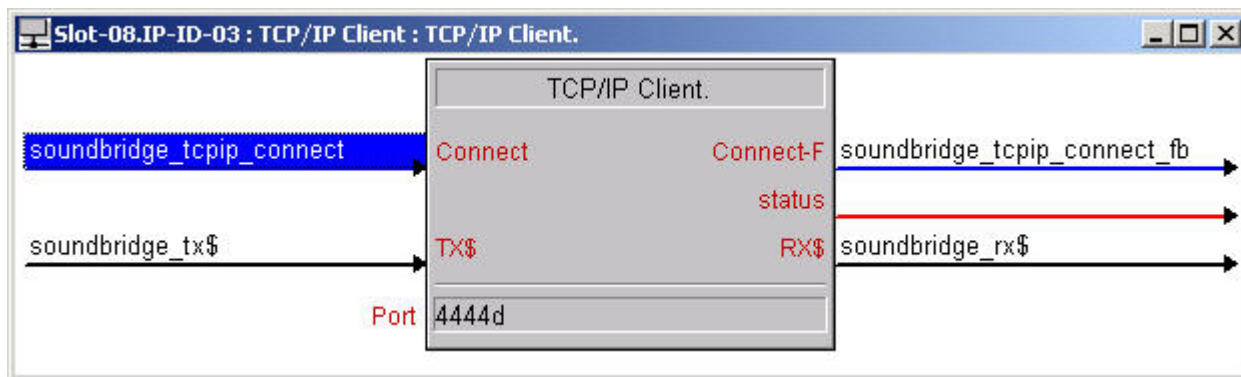 Slot-08.IP-ID-03 : TCP/IP Client : TCP/IP Client.
TCP/IP Client.
soundbridge_tcpip_connect Connect Connect-F soundbridge_tcpip_connect_fb
status
soundbridge_tx$ TX$ RX$ soundbridge_rx$
Port 4444d